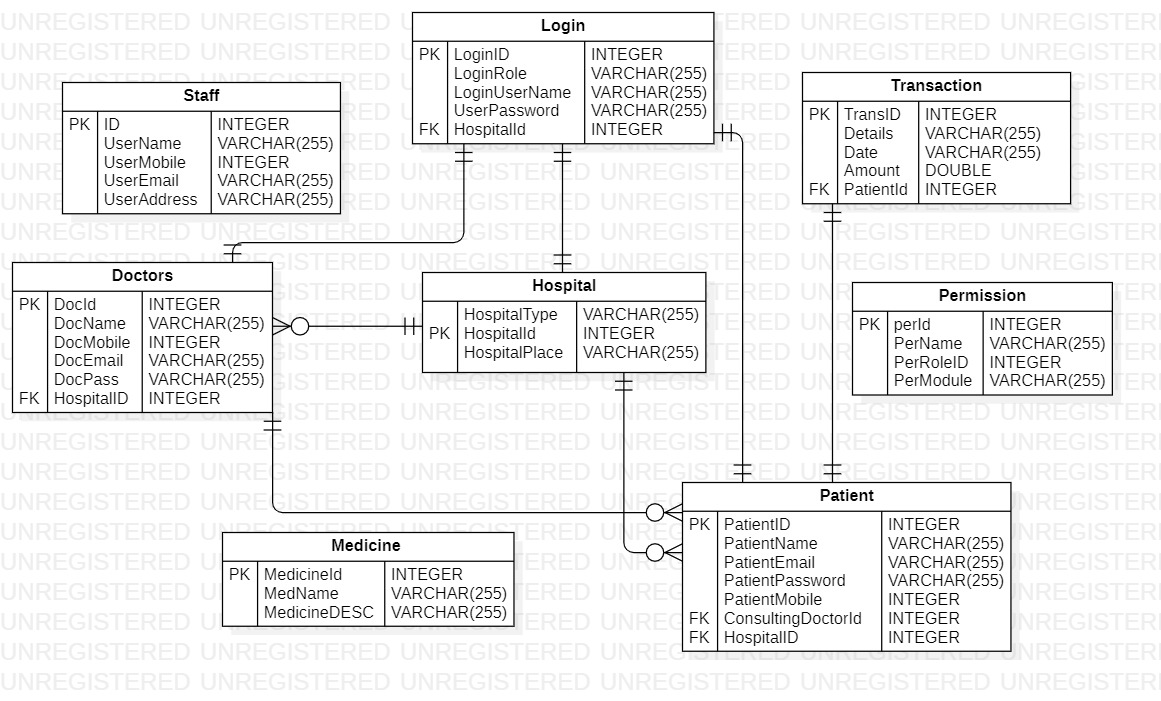 Login
PK LoginID INTEGER
LoginRole VARCHAR(255)
LoginUserName VARCHAR(255)
UserPassword VARCHAR(255)
FK HospitalId INTEGER
Staff
PK ID INTEGER
UserName VARCHAR(255)
UserMobile INTEGER
UserEmail VARCHAR(255)
UserAddress VARCHAR(255)
Transaction
PK TransID INTEGER
Details VARCHAR(255)
Date VARCHAR(255)
Amount DOUBLE
FK PatientId INTEGER
Doctors
PK DocId INTEGER
DocName VARCHAR(255)
DocMobile INTEGER
DocEmail VARCHAR(255)
DocPass VARCHAR(255)
FK HospitalID INTEGER
Hospital
HospitalType VARCHAR(255)
PK HospitalId INTEGER
HospitalPlace VARCHAR(255)
Permission
PK perId INTEGER
PerName VARCHAR(255)
PerRoleID INTEGER
PerModule VARCHAR(255)
Medicine
PK MedicineId INTEGER
MedName VARCHAR(255)
MedicineDESC VARCHAR(255)
Patient
PK PatientID INTEGER
PatientName VARCHAR(255)
PatientEmail VARCHAR(255)
PatientPassword VARCHAR(255)
PatientMobile INTEGER
FK ConsultingDoctorId INTEGER
FK HospitalID INTEGER
UNREGISTERED